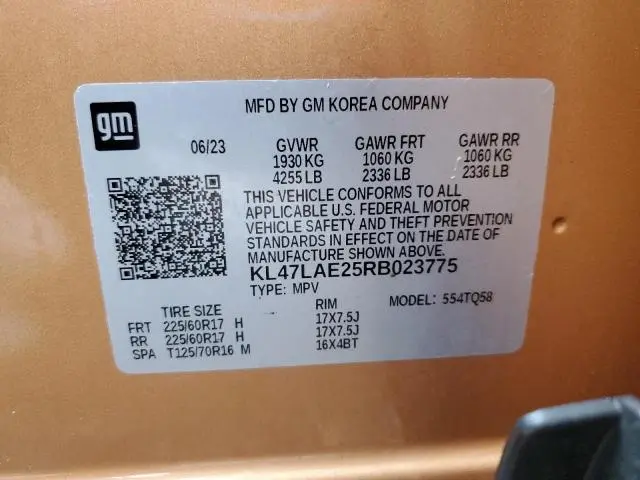 gm
MFD BY GM KOREA COMPANY
06/23 GVWR GAWR FRT GAWR RR
1930 KG 1060 KG 1060 KG
4255 LB 2336 LB 2336 LB
THIS VEHICLE CONFORMS TO ALL
APPLICABLE U.S. FEDERAL MOTOR
VEHICLE SAFETY AND THEFT PREVENTION
STANDARDS IN EFFECT ON THE DATE OF
MANUFACTURE SHOWN ABOVE.
KL47LAE25RB023775
TYPE: MPV MODEL: 554TQ58
TIRE SIZE RIM
FRT 225/60R17 H 17X7.5J
RR 225/60R17 H 17X7.5J
SPA T125/70R16 M 16X4BT